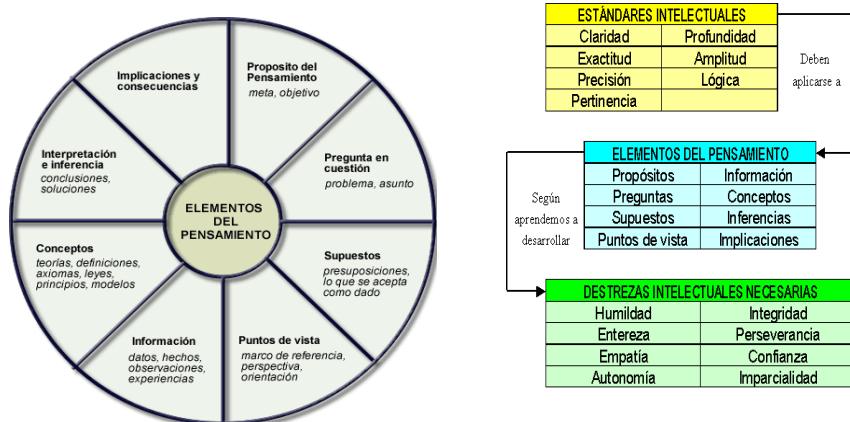 Implicaciones y
consecuencias
Proposito del
Pensamiento
meta, objetivo
Pregunta en
cuestión
problema, asunto
Supuestos
presuposiciones,
lo que se acepta
como dado
Puntos de vista
marco de referencia,
perspectiva,
orientación
Información
datos, hechos,
observaciones,
experiencias
Conceptos
teorías, definiciones,
axiomas, leyes,
principios, modelos
Interpretación
e inferencia
conclusiones,
soluciones
ELEMENTOS
DEL
PENSAMIENTO
ESTÁNDARES INTELECTUALES
Claridad Profundidad
Exactitud Amplitud
Precisión Lógica
Pertinencia
Deben
aplicarse a
ELEMENTOS DEL PENSAMIENTO
Propósitos Información
Preguntas Conceptos
Supuestos Inferencias
Puntos de vista Implicaciones
Según
aprendemos a
desarrollar
DESTREZAS INTELECTUALES NECESARIAS
Humildad Integridad
Entereza Perseverancia
Empatía Confianza
Autonomía Imparcialidad